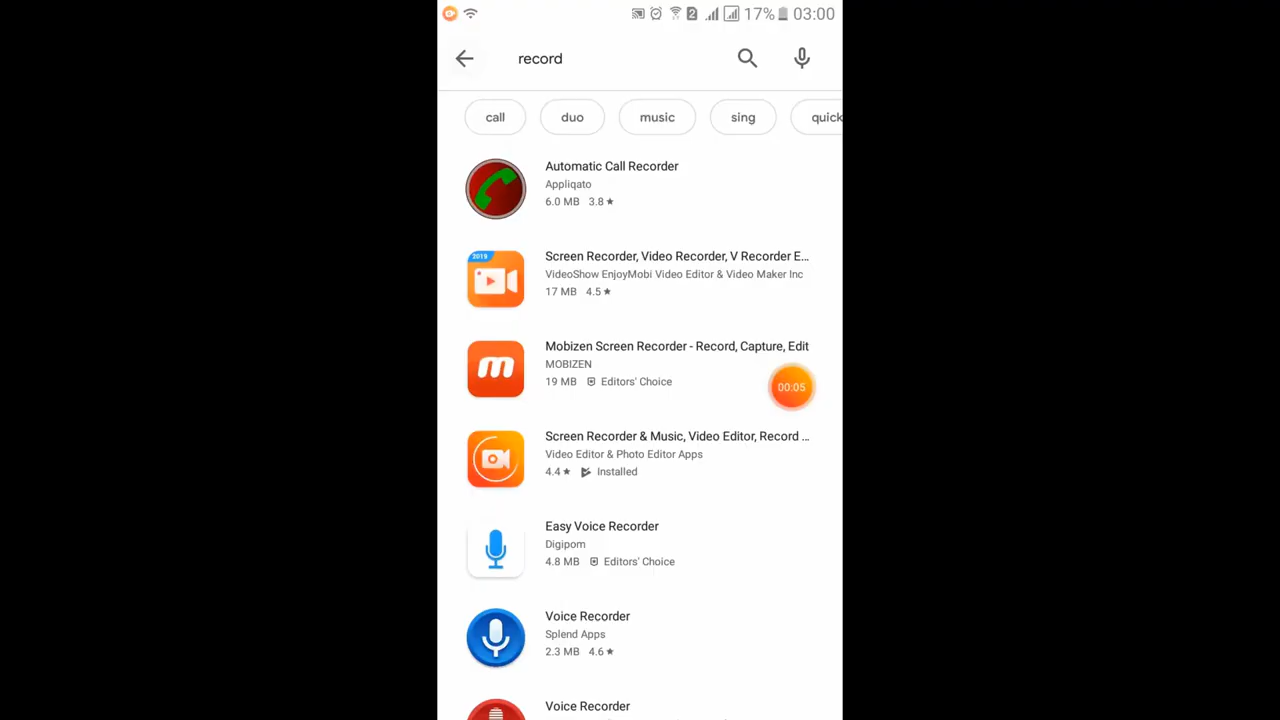 2 17% 03:00
record
call duo music sing quick
Automatic Call Recorder
Appliqato
6.0 MB 3.8 ★
2019
Screen Recorder, Video Recorder, V Recorder E...
VideoShow EnjoyMobi Video Editor & Video Maker Inc
17 MB 4.5 ★
m
Mobizen Screen Recorder - Record, Capture, Edit
MOBIZEN
19 MB Editors' Choice
00:05
Screen Recorder & Music, Video Editor, Record ...
Video Editor & Photo Editor Apps
4.4 ★ Installed
Easy Voice Recorder
Digipom
4.8 MB Editors' Choice
Voice Recorder
Splend Apps
2.3 MB 4.6 ★
Voice Recorder